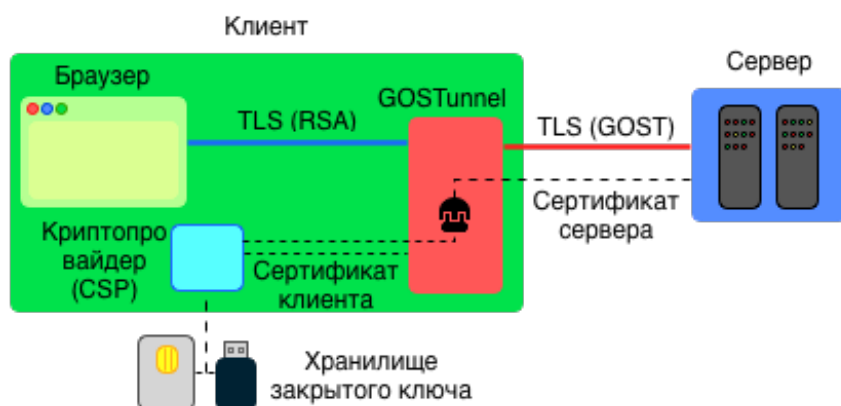 Клиент
Браузер
GOSTunnel
Сервер
TLS (RSA)
TLS (GOST)
Криптопро
вайдер
(CSP)
Сертификат
клиента
Сертификат
сервера
Хранилище
закрытого ключа